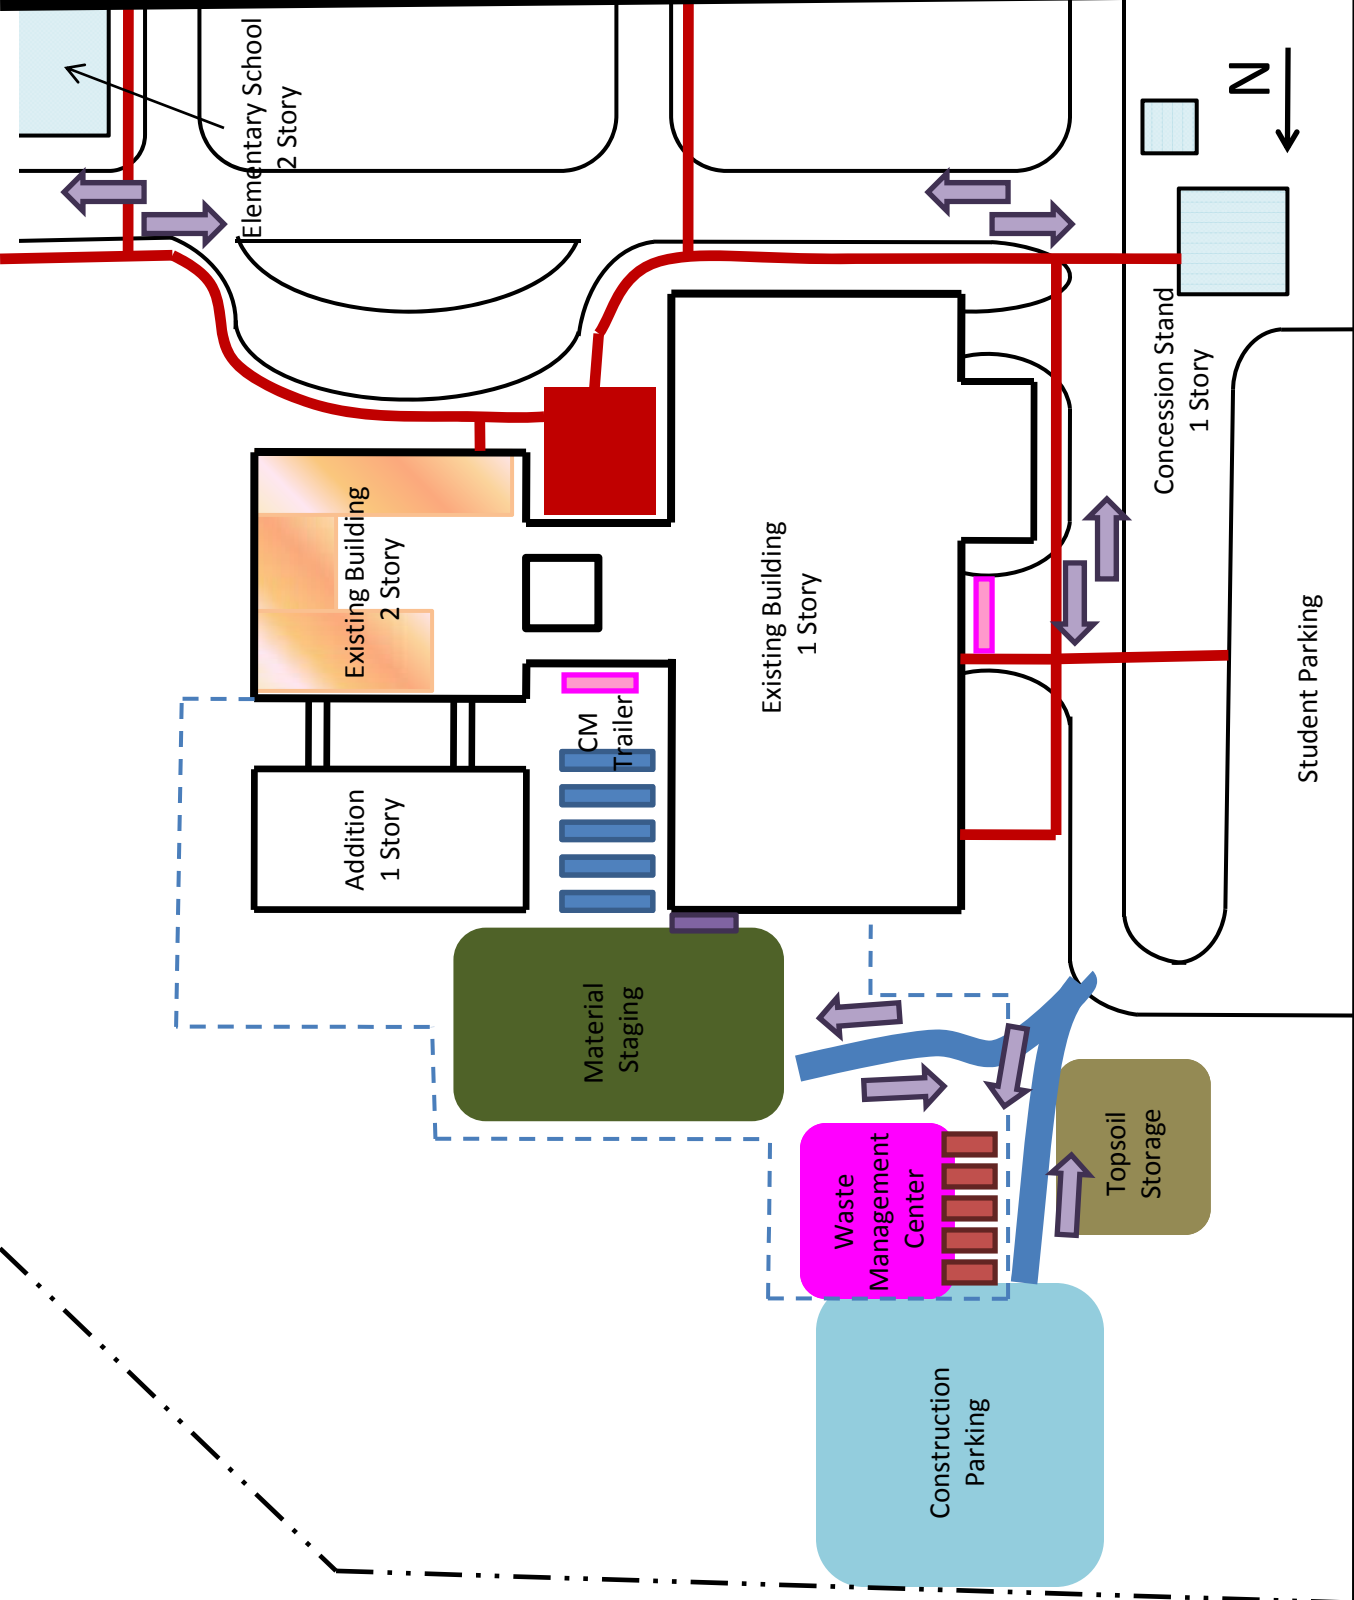 Elementary School
2 Story
N
Concession Stand
1 Story
Existing Building
2 Story
Existing Building
1 Story
CM
Trailer
Addition
1 Story
Student Parking
Material
Staging
Waste
Management
Center
Topsoil
Storage
Construction
Parking